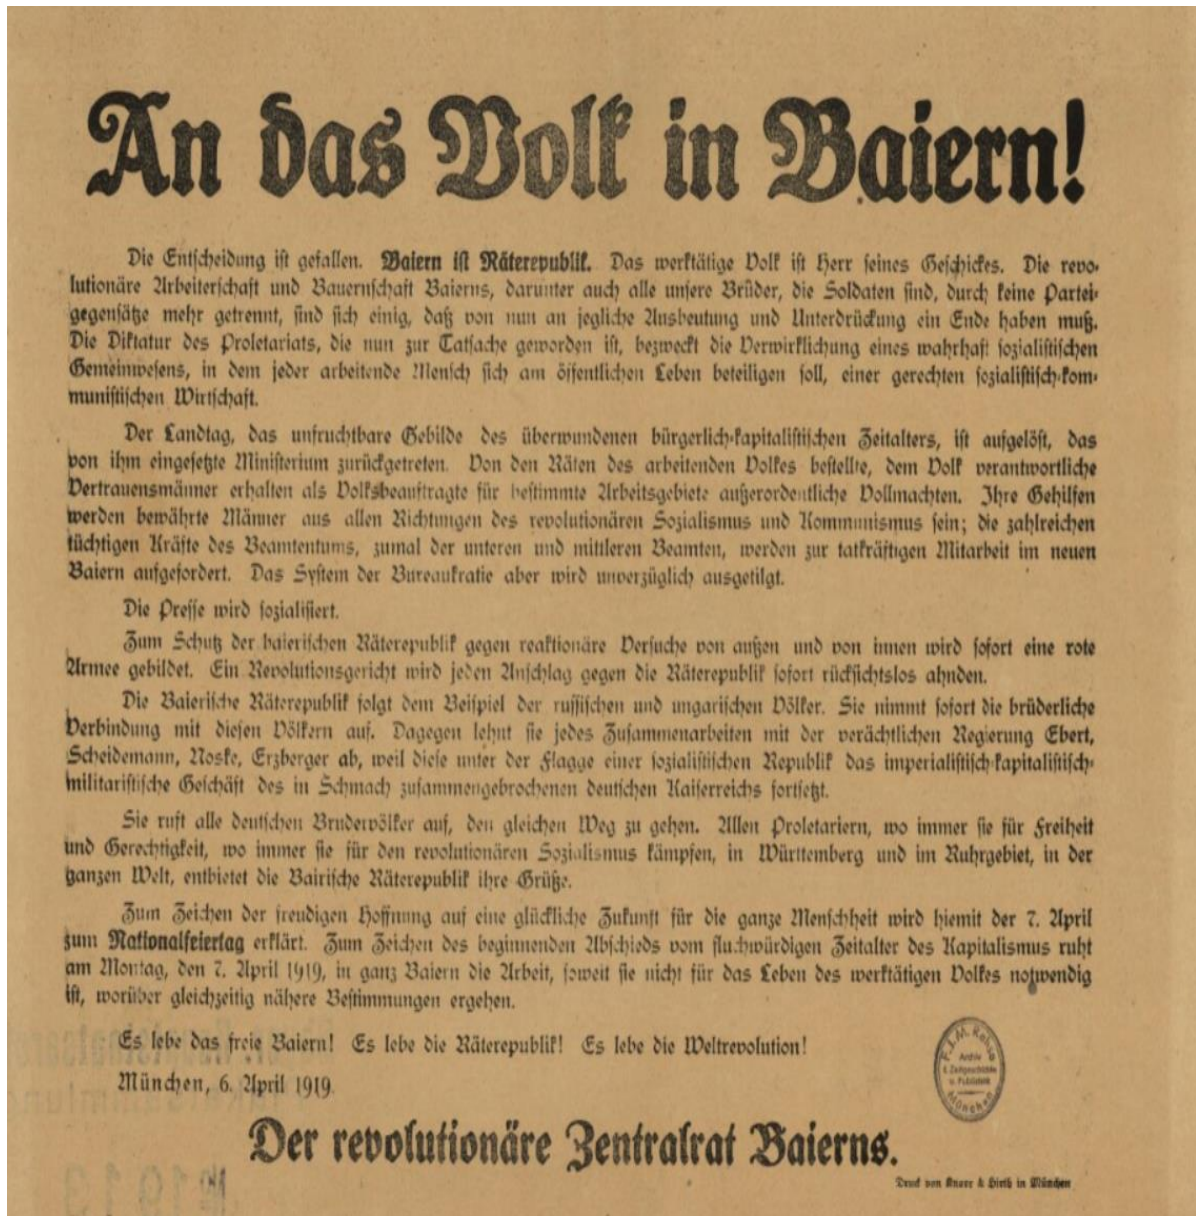 An das Volk in Baiern!
Die Entscheidung ist gefallen. Baiern ist Räterepublik. Das werktätige Volk ist Herr seines Geschickes. Die revo-
lutionäre Arbeiterschaft und Bauernschaft Baierns, darunter auch alle unsere Brüder, die Soldaten sind, durch keine Partei-
gegensätze mehr getrennt, sind sich einig, daß von nun an jegliche Ausbeutung und Unterdrückung ein Ende haben muß.
Die Diktatur des Proletariats, die nun zur Tatsache geworden ist, bezweckt die Verwirklichung eines wahrhaft sozialistischen
Gemeinwesens, in dem jeder arbeitende Mensch sich am öffentlichen Leben beteiligen soll, einer gerechten sozialistisch-kom-
munistischen Wirtschaft.
Der Landtag, das unfruchtbare Gebilde des überwundenen bürgerlich-kapitalistischen Zeitalters, ist aufgelöst, das
von ihm eingesetzte Ministerium zurückgetreten. Von den Räten des arbeitenden Volkes bestellte, dem Volk verantwortliche
Vertrauensmänner erhalten als Volksbeauftragte für bestimmte Arbeitsgebiete außerordentliche Vollmachten. Ihre Gehilfen
werden bewährte Männer aus allen Richtungen des revolutionären Sozialismus und Kommunismus sein; die zahlreichen
tüchtigen Kräfte des Beamtentums, zumal der unteren und mittleren Beamten, werden zur tatkräftigen Mitarbeit im neuen
Baiern aufgefordert. Das System der Bureaukratie aber wird unverzüglich ausgetilgt.
Die Presse wird sozialisiert.
Zum Schutz der baierischen Räterepublik gegen reaktionäre Versuche von außen und von innen wird sofort eine rote
Armee gebildet. Ein Revolutionsgericht wird jeden Anschlag gegen die Räterepublik sofort rücksichtslos ahnden.
Die Baierische Räterepublik folgt dem Beispiel der russischen und ungarischen Völker. Sie nimmt sofort die brüderliche
Verbindung mit diesen Völkern auf. Dagegen lehnt sie jedes Zusammenarbeiten mit der verächtlichen Regierung Ebert,
Scheidemann, Noske, Erzberger ab, weil diese unter der Flagge einer sozialistischen Republik das imperialistisch-kapitalistisch-
militaristische Geschäft des in Schmach zusammengebrochenen deutschen Kaiserreichs fortsetzt.
Sie ruft alle deutschen Brudervölker auf, den gleichen Weg zu gehen. Allen Proletariern, wo immer sie für Freiheit
und Gerechtigkeit, wo immer sie für den revolutionären Sozialismus kämpfen, in Württemberg und im Ruhrgebiet, in der
ganzen Welt, entbietet die Bairische Räterepublik ihre Grüße.
Zum Zeichen der freudigen Hoffnung auf eine glückliche Zukunft für die ganze Menschheit wird hiemit der 7. April
zum Nationalfeiertag erklärt. Zum Zeichen des beginnenden Abschieds vom fluchwürdigen Zeitalter des Kapitalismus ruht
am Montag, den 7. April 1919, in ganz Baiern die Arbeit, soweit sie nicht für das Leben des werktätigen Volkes notwendig
ist, worüber gleichzeitig nähere Bestimmungen ergehen.
Es lebe das freie Baiern! Es lebe die Räterepublik! Es lebe die Weltrevolution!
München, 6. April 1919.
F.J.M. Rehse
Archiv
f. Zeitgeschichte
u. Publizistik
München
Der revolutionäre Zentralrat Baierns.
Druck von Knorr & Hirth in München